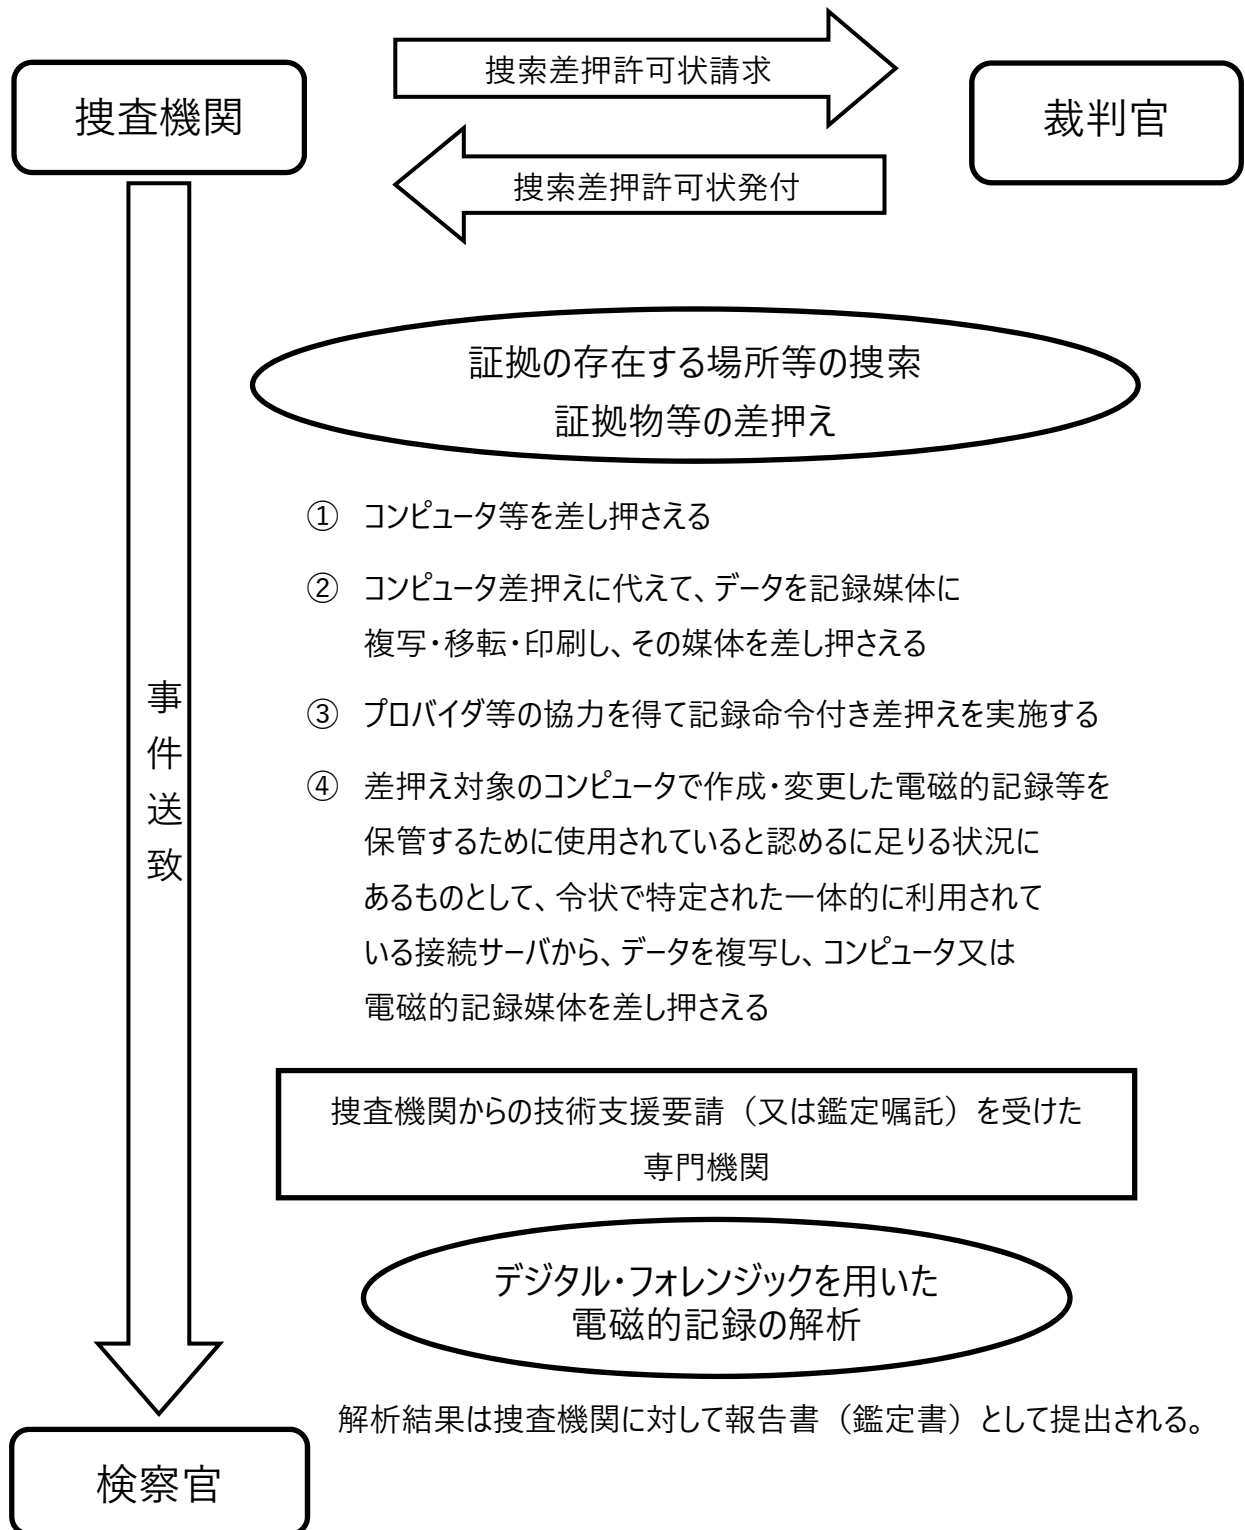 捜査機関
捜索差押許可状請求
裁判官
捜索差押許可状発付
証拠の存在する場所等の捜索
証拠物等の差押え
① コンピュータ等を差し押さえる
② コンピュータ差押えに代えて、データを記録媒体に
複写・移転・印刷し、その媒体を差し押さえる
③ プロバイダ等の協力を得て記録命令付き差押えを実施する
④ 差押え対象のコンピュータで作成・変更した電磁的記録等を
保管するために使用されていると認めるに足りる状況に
あるものとして、令状で特定された一体的に利用されて
いる接続サーバから、データを複写し、コンピュータ又は
電磁的記録媒体を差し押さえる
事件送致
捜査機関からの技術支援要請（又は鑑定嘱託）を受けた
専門機関
デジタル・フォレンジックを用いた
電磁的記録の解析
解析結果は捜査機関に対して報告書（鑑定書）として提出される。
検察官